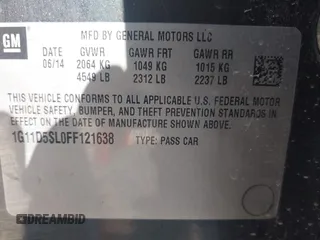 GM
MFD BY GENERAL MOTORS LLC
DATE GVWR GAWR FRT GAWR RR
06/14 2064 KG 1049 KG 1015 KG
4549 LB 2312 LB 2237 LB
THIS VEHICLE CONFORMS TO ALL APPLICABLE U.S. FEDERAL MOTOR
VEHICLE SAFETY, BUMPER, AND THEFT PREVENTION STANDARDS IN
EFFECT ON THE DATE OF MANUFACTURE SHOWN ABOVE.
1G11D5SL0FF121638 TYPE: PASS CAR
DREAMBID